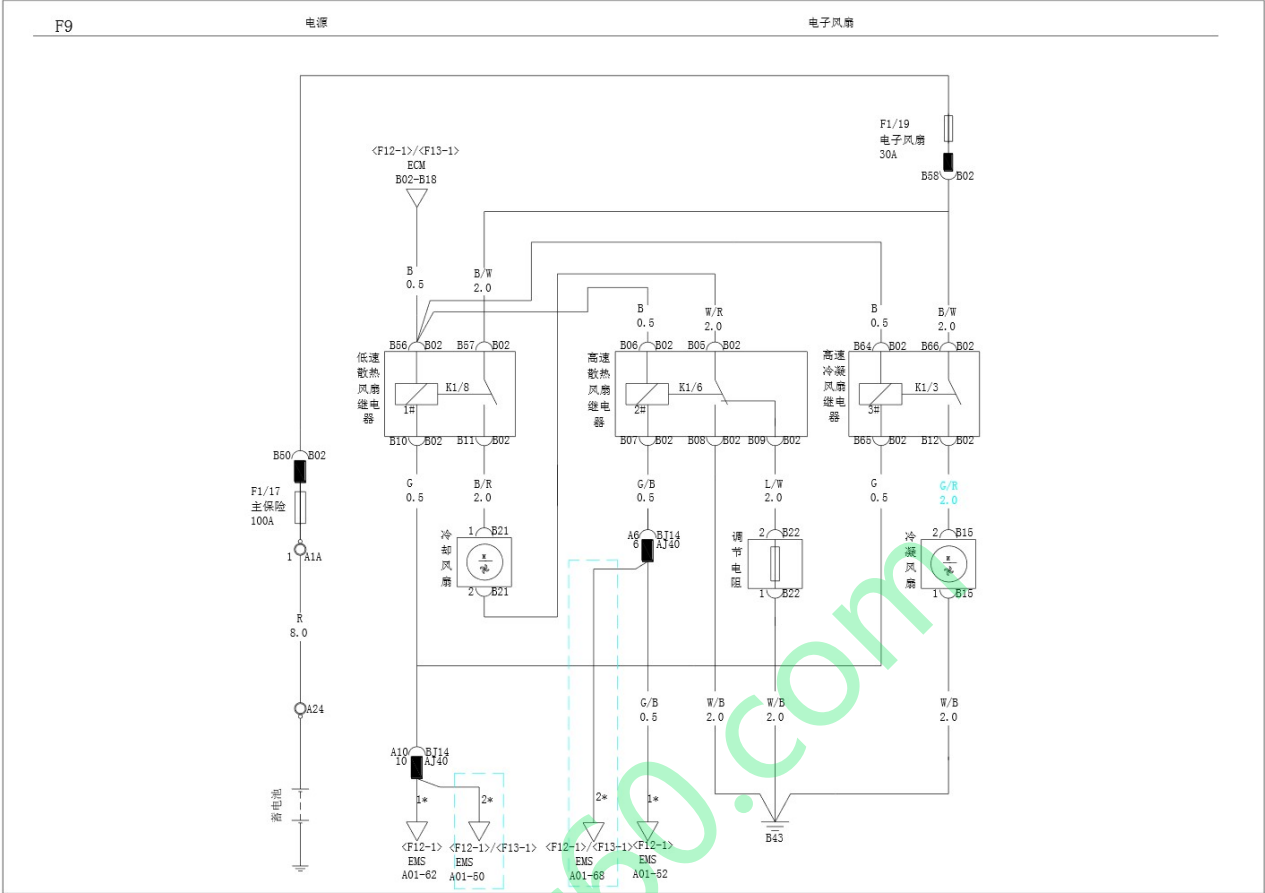 F9
电源
电子风扇
F1/19
电子风扇
30A
B58 B02
<F12-1>/<F13-1>
ECM
B02-B18
B
0.5
B/W
2.0
B
0.5
W/R
2.0
B
0.5
B/W
2.0
B56 B02
B57 B02
B06 B02
B05 B02
B64 B02
B66 B02
低速
散热
风扇
继电
器
K1/8
1#
高速
散热
风扇
继电
器
K1/6
2#
高速
冷凝
风扇
继电
器
K1/3
3#
B10 B02
B11 B02
B07 B02
B08 B02
B09 B02
B65 B02
B12 B02
B50 B02
F1/17
主保险
100A
1 A1A
G
0.5
B/R
2.0
G/B
0.5
L/W
2.0
G
0.5
G/R
2.0
冷
却
风
扇
1 B21
M
2 B21
A6 BJ14
6 AJ40
调
节
电
阻
2 B22
1 B22
冷
凝
风
扇
2 B15
M
1 B15
R
8.0
A24
G/B
0.5
W/B
2.0
W/B
2.0
W/B
2.0
A10 BJ14
10 AJ40
蓄电池
1*
2*
2*
1*
<F12-1>
EMS
A01-62
<F12-1>/<F13-1>
EMS
A01-50
<F12-1>/<F13-1>
EMS
A01-68
<F12-1>
EMS
A01-52
B43
60.com